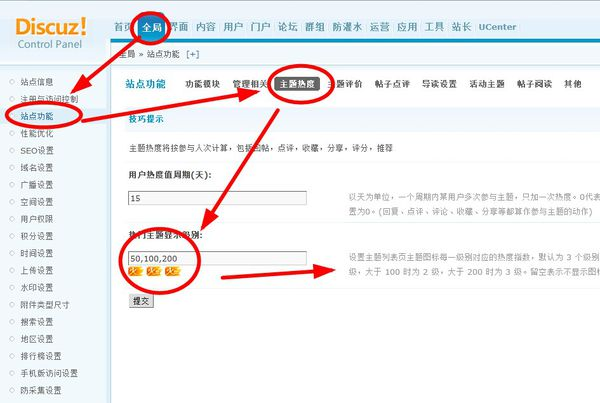 Discuz!
Control Panel
首页 全局 界面 内容 用户 门户 论坛 群组 防灌水 运营 应用 工具 站长 UCenter
全局 » 站点功能 [+]
站点信息
注册与访问控制
站点功能
性能优化
SEO设置
域名设置
广播设置
空间设置
用户权限
积分设置
时间设置
上传设置
水印设置
附件类型尺寸
搜索设置
地区设置
排行榜设置
手机版访问设置
防采集设置
站点功能 功能模块 管理相关 主题热度 主题评价 帖子点评 导读设置 活动主题 帖子阅读 其他
技巧提示
主题热度将按参与人次计算，包括回帖，点评，收藏，分享，评分，推荐
用户热度值周期(天):
15
以天为单位，一个周期内某用户多次参与主题，只加一次热度。0代表
置为0。(回复、点评、评论、收藏、分享等都算作参与主题的动作)
热门主题显示级别:
50,100,200
火 火 火
设置主题列表页主题图标每一级别对应的热度指数，默认为 3 个级别
级，大于 100 时为 2 级，大于 200 时为 3 级。留空表示不显示图标
提交